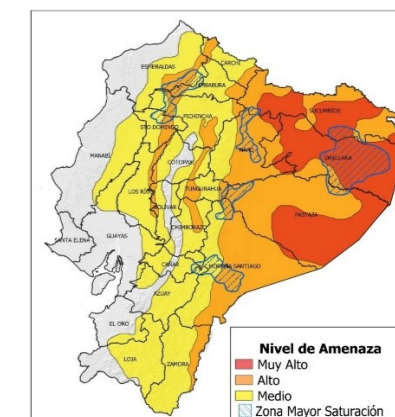 ESMERALDAS
CARCHI
IMBABURA
SUCUMBIOS
PICHINCHA
STO DOMINGO
NAPO
ORELLANA
MANABI
COTOPAXI
LOS RIOS
TUNGURAHUA
BOLIVAR
PASTAZA
CHIMBORAZO
GUAYAS
SANTA ELENA
CAÑAR
MORONA SANTIAGO
AZUAY
EL ORO
LOJA
ZAMORA
Nivel de Amenaza
Muy Alto
Alto
Medio
Zona Mayor Saturación